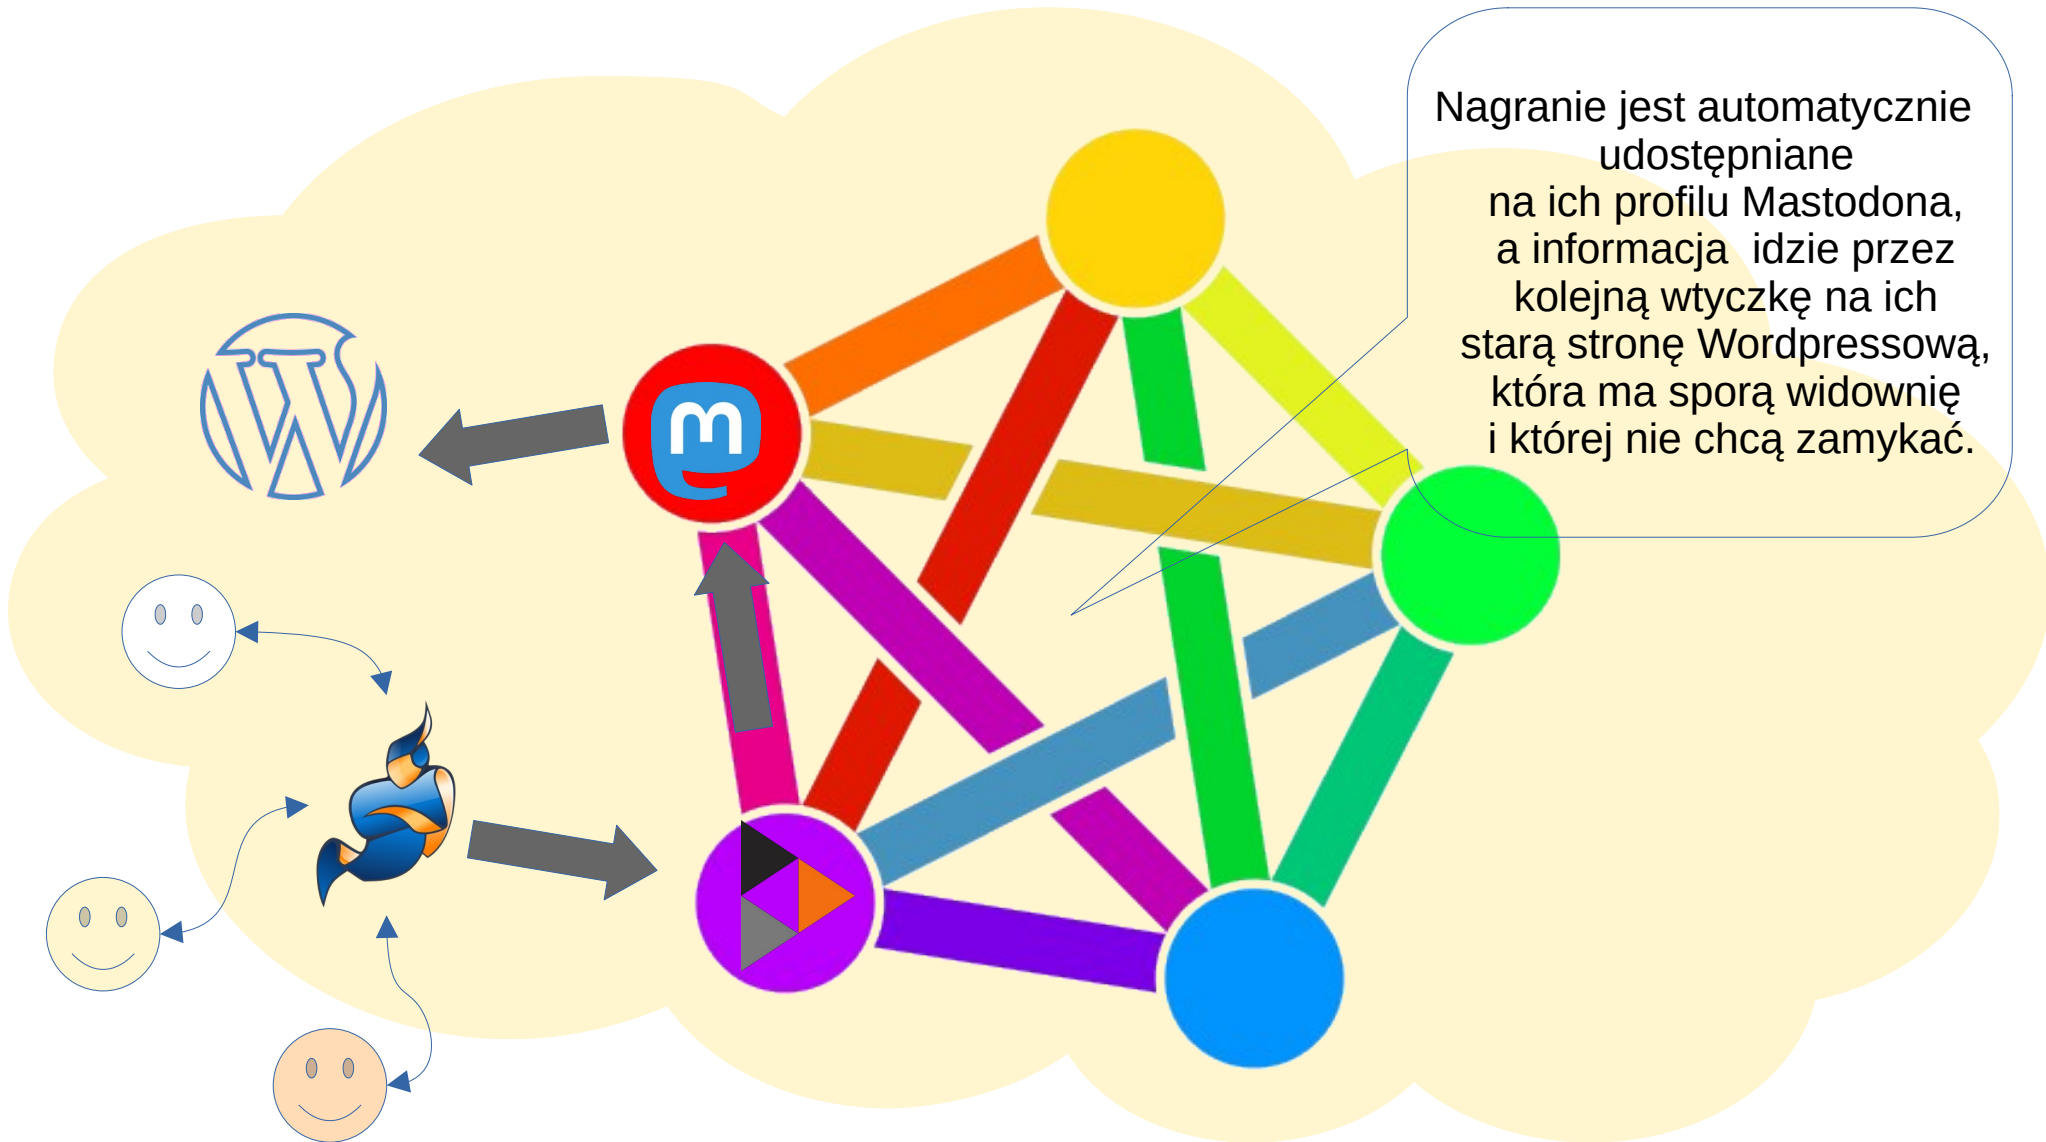 Nagranie jest automatycznie
udostępniane
na ich profilu Mastodona,
a informacja  idzie przez
kolejną wtyczkę na ich
starą stronę Wordpressową,
która ma sporą widownię
i której nie chcą zamykać.